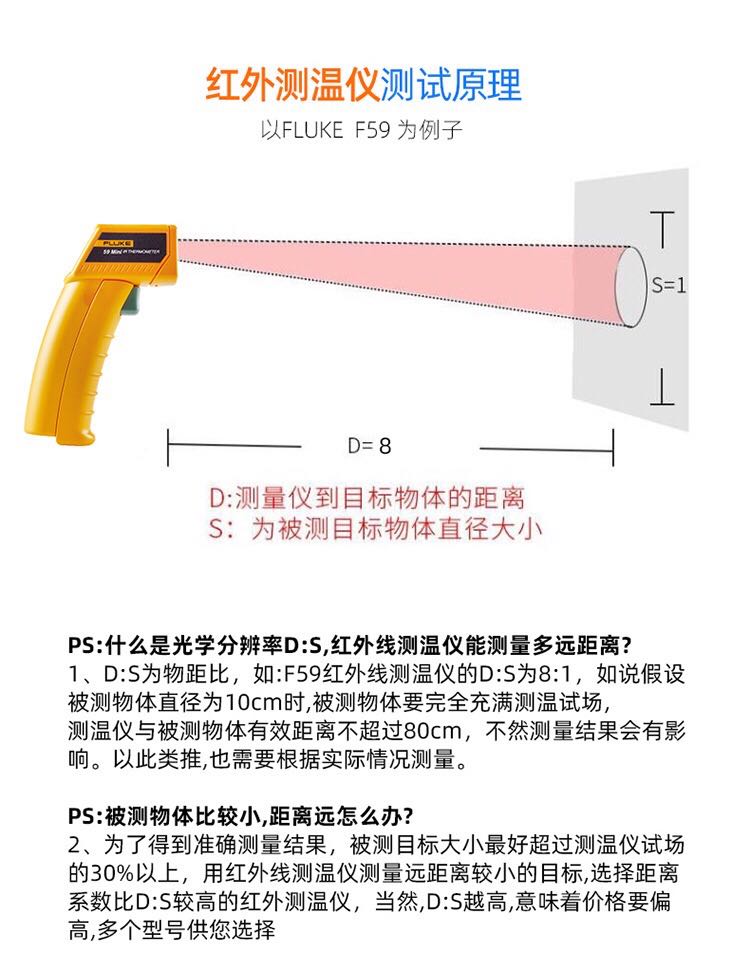 红外测温仪测试原理
以FLUKE F59 为例子
FLUKE
59 Mini IR THERMOMETER
S=1
D= 8
D:测量仪到目标物体的距离
S：为被测目标物体直径大小
PS:什么是光学分辨率D:S,红外线测温仪能测量多远距离?
1、D:S为物距比，如:F59红外线测温仪的D:S为8:1，如说假设
被测物体直径为10cm时,被测物体要完全充满测温试场，
测温仪与被测物体有效距离不超过80cm，不然测量结果会有影
响。以此类推,也需要根据实际情况测量。
PS:被测物体比较小,距离远怎么办?
2、为了得到准确测量结果，被测目标大小最好超过测温仪试场
的30%以上，用红外线测温仪测量远距离较小的目标,选择距离
系数比D:S较高的红外测温仪，当然,D:S越高,意味着价格要偏
高,多个型号供您选择